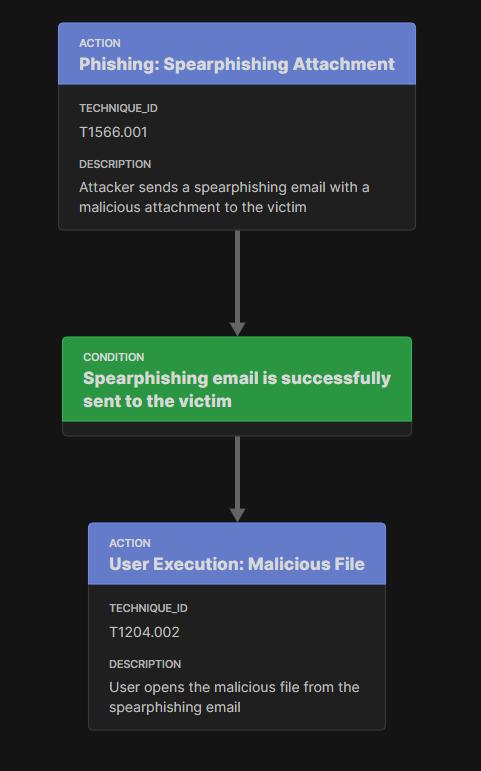 ACTION
Phishing: Spearphishing Attachment
TECHNIQUE_ID
T1566.001
DESCRIPTION
Attacker sends a spearphishing email with a
malicious attachment to the victim
CONDITION
Spearphishing email is successfully
sent to the victim
ACTION
User Execution: Malicious File
TECHNIQUE_ID
T1204.002
DESCRIPTION
User opens the malicious file from the
spearphishing email